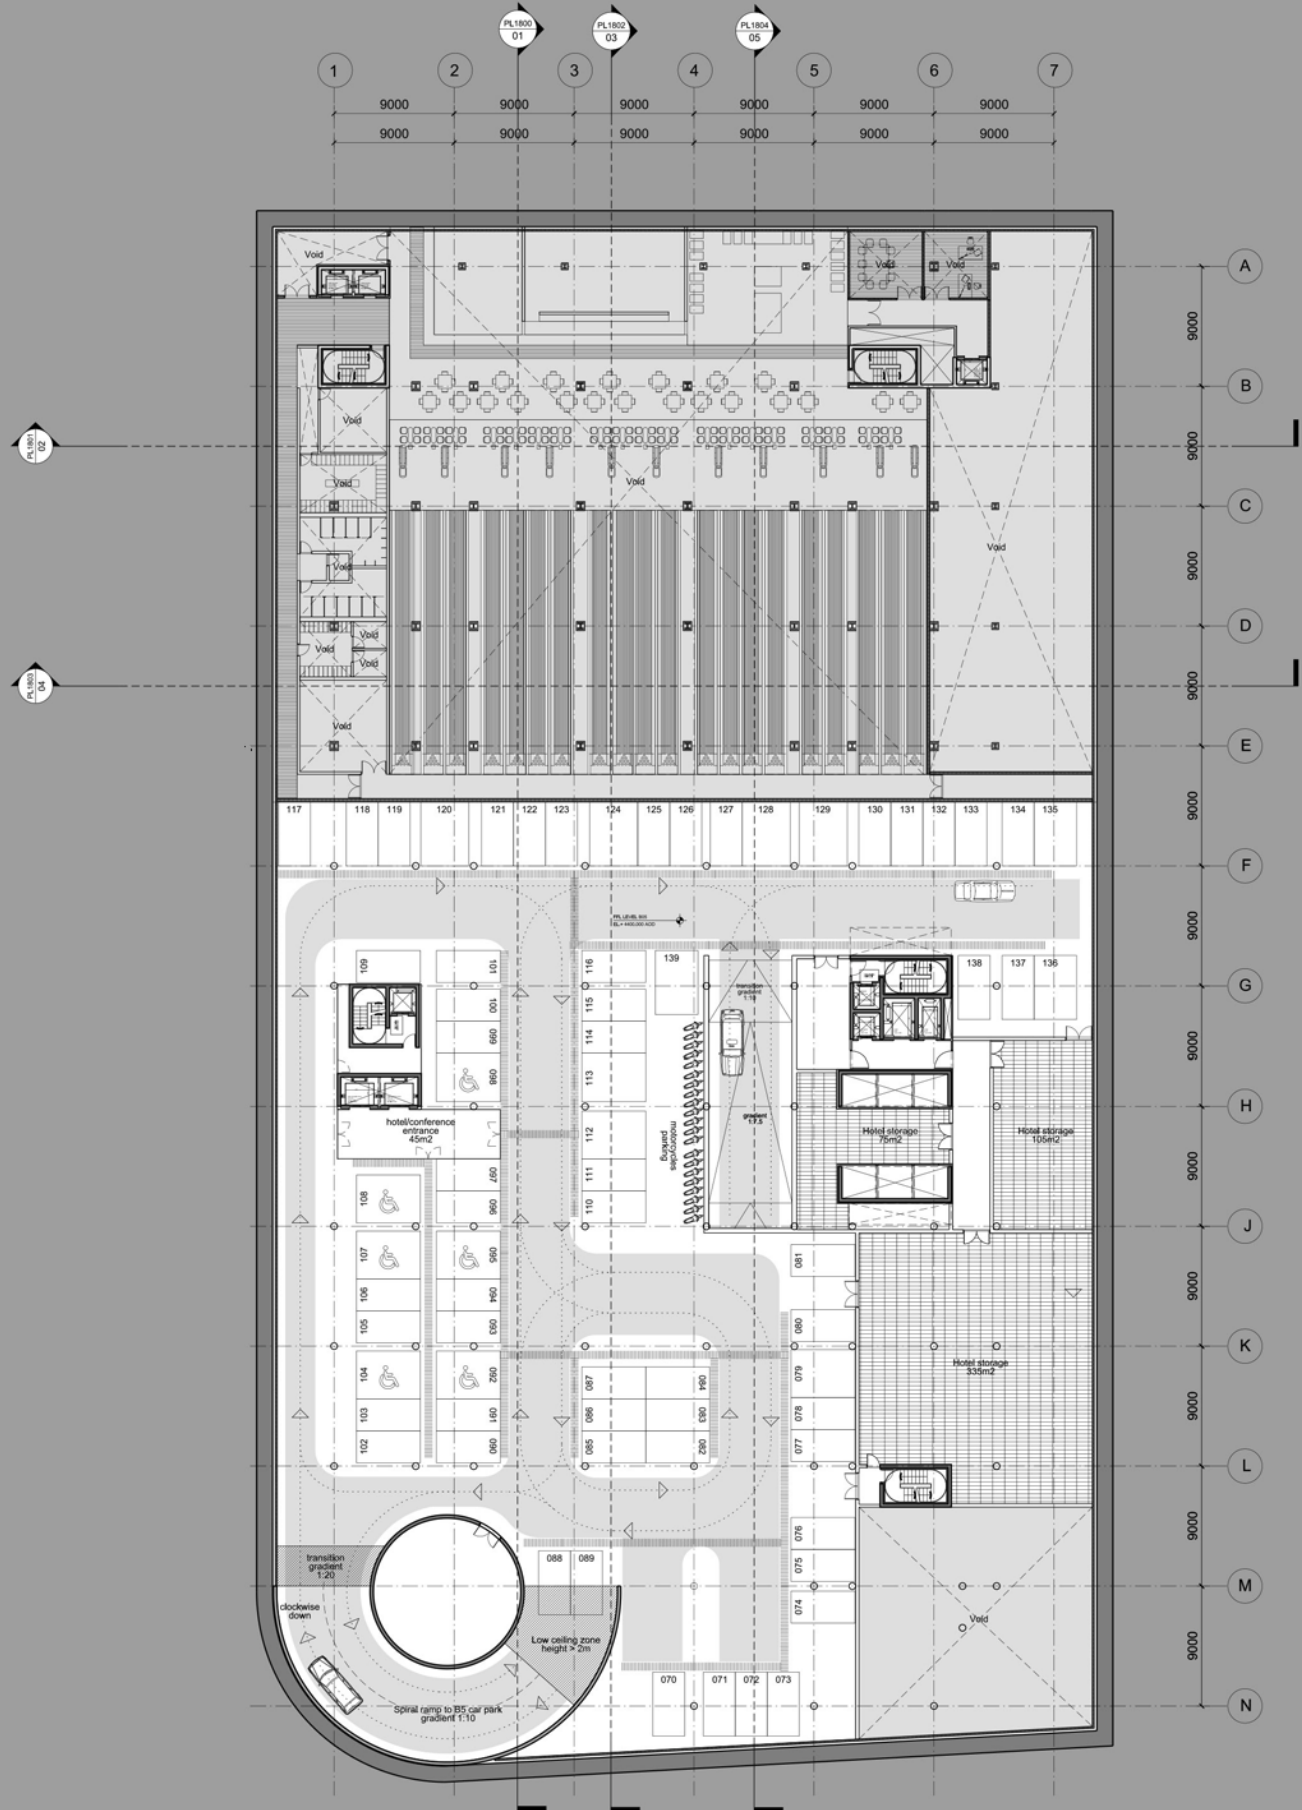 PL1800
01
PL1802
03
PL1804
05
1 2 3 4 5 6 7
9000 9000 9000 9000 9000 9000
9000 9000 9000 9000 9000 9000
Void
Void
Void
A
9000
B
Void
PL1801
02
9000
Void
Void
C
Void
Void
9000
Void
D
Void
Void
PL1803
04
9000
Void
E
9000
117 118 119 120 121 122 123 124 125 126 127 128 129 130 131 132 133 134 135
F
9000
109 101 116 139 138 137 136
G
transition
gradient
1:10
100 115
099 114
9000
098 113
H
hotel/conference
entrance
45m2
gradient
1:7.5
112
motorcycles
parking
Hotel storage
75m2
Hotel storage
105m2
9000
097 111
108 096 110
J
107 095 081
9000
106 094
105 093 080
K
104 092 087 084 079
Hotel storage
335m2
9000
103 091 086 083 078
102 090 085 082 077
L
9000
076
transition
gradient
1:20
088 089 075
M
clockwise
down
074
Void
Low ceiling zone
height > 2m
9000
070 071 072 073
Spiral ramp to B5 car park
gradient 1:10
N